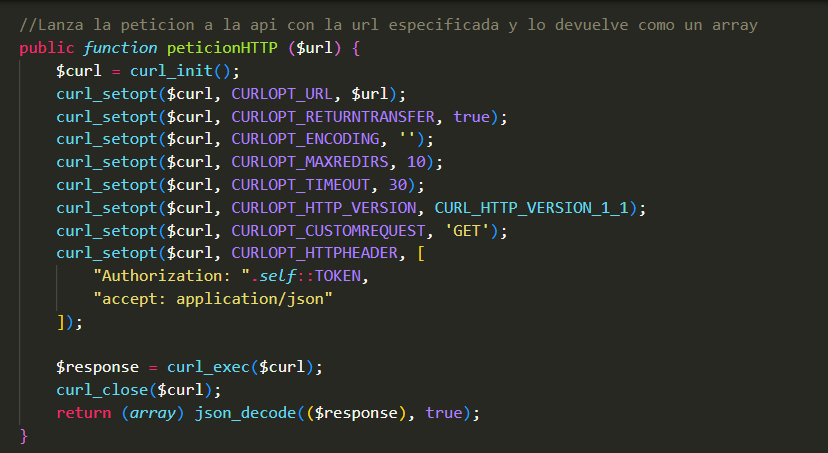 //Lanza la peticion a la api con la url especificada y lo devuelve como un array
public function peticionHTTP ($url) {
    $curl = curl_init();
    curl_setopt($curl, CURLOPT_URL, $url);
    curl_setopt($curl, CURLOPT_RETURNTRANSFER, true);
    curl_setopt($curl, CURLOPT_ENCODING, '');
    curl_setopt($curl, CURLOPT_MAXREDIRS, 10);
    curl_setopt($curl, CURLOPT_TIMEOUT, 30);
    curl_setopt($curl, CURLOPT_HTTP_VERSION, CURL_HTTP_VERSION_1_1);
    curl_setopt($curl, CURLOPT_CUSTOMREQUEST, 'GET');
    curl_setopt($curl, CURLOPT_HTTPHEADER, [
        "Authorization: ".self::TOKEN,
        "accept: application/json"
    ]);

    $response = curl_exec($curl);
    curl_close($curl);
    return (array) json_decode(($response), true);
}